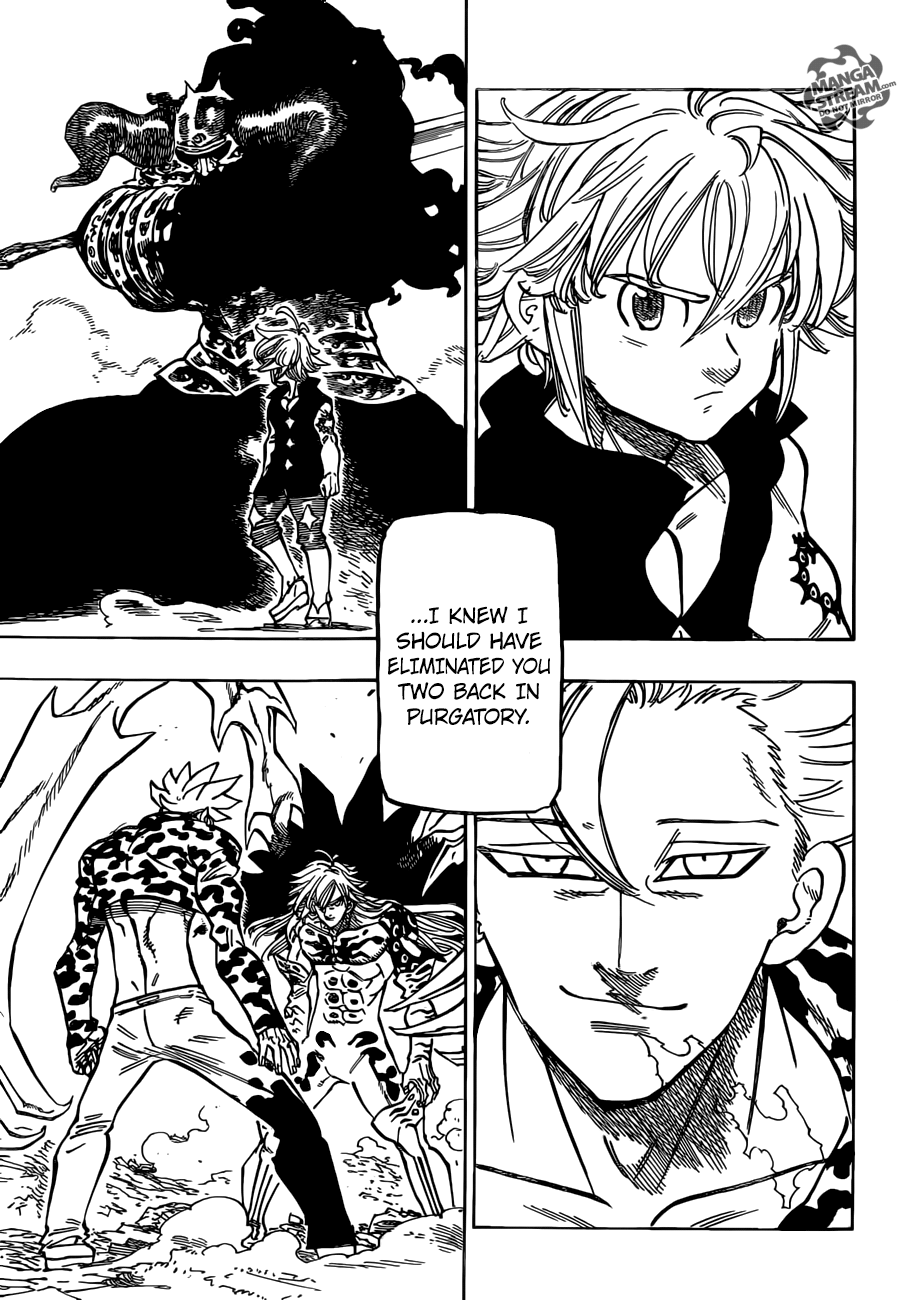 MANGA
STREAM.com
DO NOT MIRROR
...I KNEW I
SHOULD HAVE
ELIMINATED YOU
TWO BACK IN
PURGATORY.